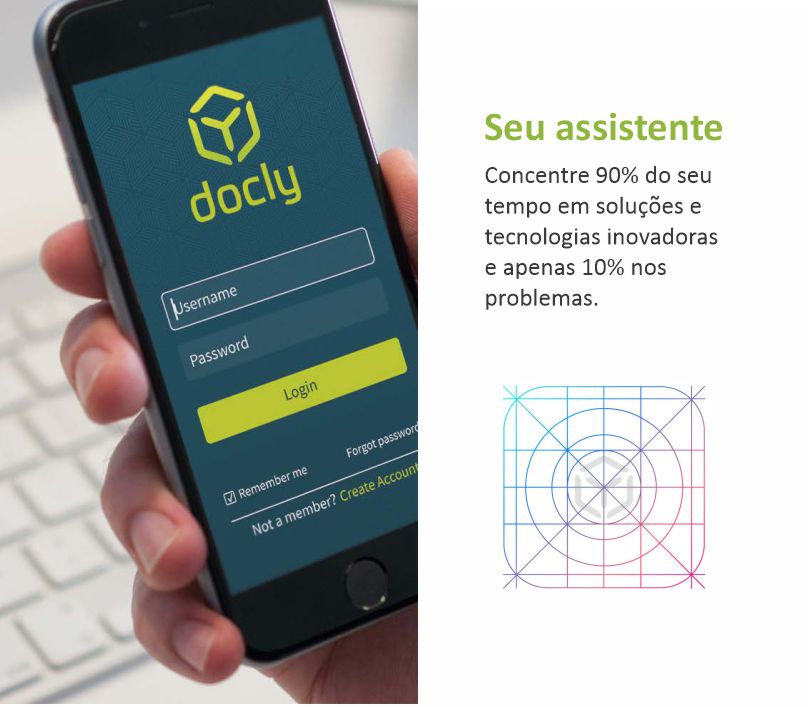 docly
Username
Password
Login
Remember me
Forgot password
Not a member? Create Account
Seu assistente
Concentre 90% do seu
tempo em soluções e
tecnologias inovadoras
e apenas 10% nos
problemas.